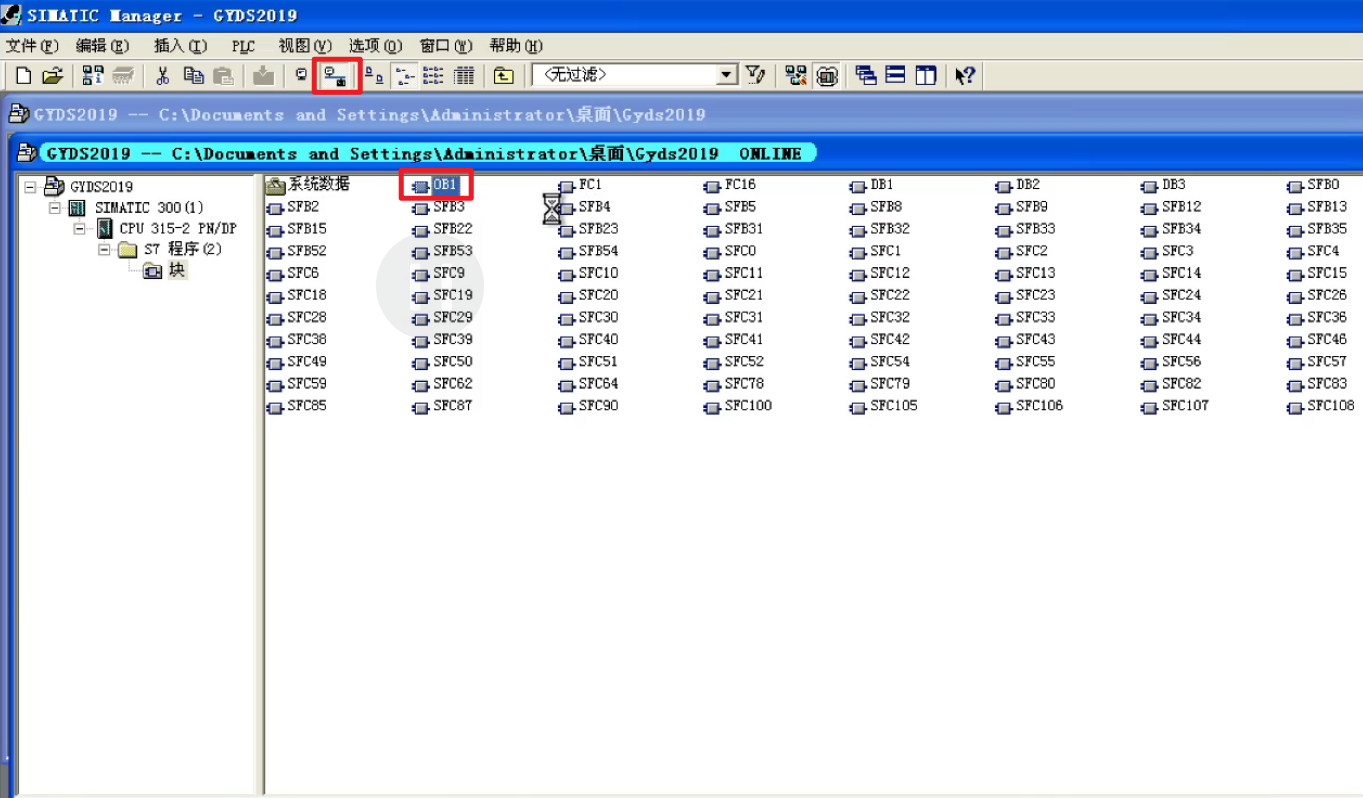 SIMATIC Manager - GYDS2019
文件(F) 编辑(E) 插入(I) PLC 视图(V) 选项(O) 窗口(W) 帮助(H)
<无过滤>
GYDS2019 -- C:\Documents and Settings\Administrator\桌面\Gyds2019
GYDS2019 -- C:\Documents and Settings\Administrator\桌面\Gyds2019 ONLINE
GYDS2019
SIMATIC 300(1)
CPU 315-2 PN/DP
S7 程序(2)
块
系统数据 OB1 FC1 FC16 DB1 DB2 DB3 SFB0
SFB2 SFB3 SFB4 SFB5 SFB8 SFB9 SFB12 SFB13
SFB15 SFB22 SFB23 SFB31 SFB32 SFB33 SFB34 SFB35
SFB52 SFB53 SFB54 SFC0 SFC1 SFC2 SFC3 SFC4
SFC6 SFC9 SFC10 SFC11 SFC12 SFC13 SFC14 SFC15
SFC18 SFC19 SFC20 SFC21 SFC22 SFC23 SFC24 SFC26
SFC28 SFC29 SFC30 SFC31 SFC32 SFC33 SFC34 SFC36
SFC38 SFC39 SFC40 SFC41 SFC42 SFC43 SFC44 SFC46
SFC49 SFC50 SFC51 SFC52 SFC54 SFC55 SFC56 SFC57
SFC59 SFC62 SFC64 SFC78 SFC79 SFC80 SFC82 SFC83
SFC85 SFC87 SFC90 SFC100 SFC105 SFC106 SFC107 SFC108